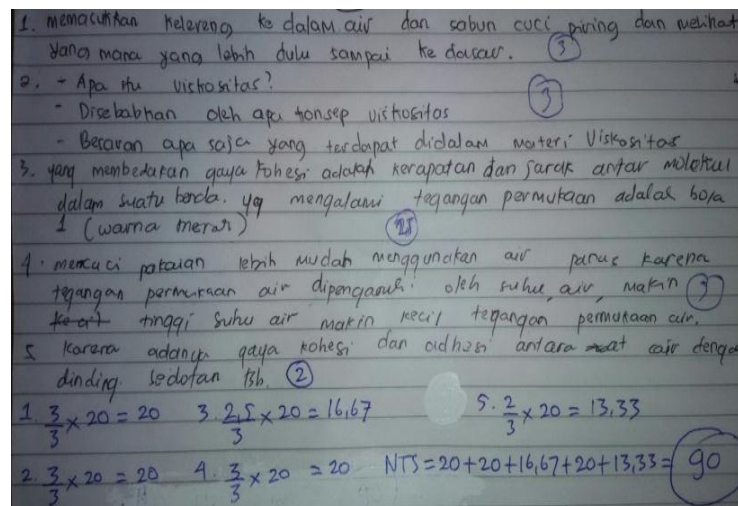 1. memasukkan kelereng ke dalam air dan sabun cuci piring dan melihat
yang mana yang lebih dulu sampai ke dasar. 3
2. - Apa itu viskositas?
- Disebabkan oleh apa konsep viskositas 3
- Besaran apa saja yang terdapat didalam materi Viskositas
3. yang membedakan gaya kohesi adalah kerapatan dan jarak antar molekul
dalam suatu benda. yg mengalami tegangan permukaan adalah bola
1 (warna merah) 2,5
4. mencuci pakaian lebih mudah menggunakan air panas karena
tegangan permukaan air dipengaruhi oleh suhu air, makin 3
tinggi suhu air makin kecil tegangan permukaan air.
5. Karena adanya gaya kohesi dan adhesi antara zat cair denga
dinding sedotan tsb. 2
1. 3/3 x 20 = 20 3. 2,5/3 x 20 = 16,67 5. 2/3 x 20 = 13,33
2. 3/3 x 20 = 20 4. 3/3 x 20 = 20 NTS = 20+20+16,67+20+13,33 = 90